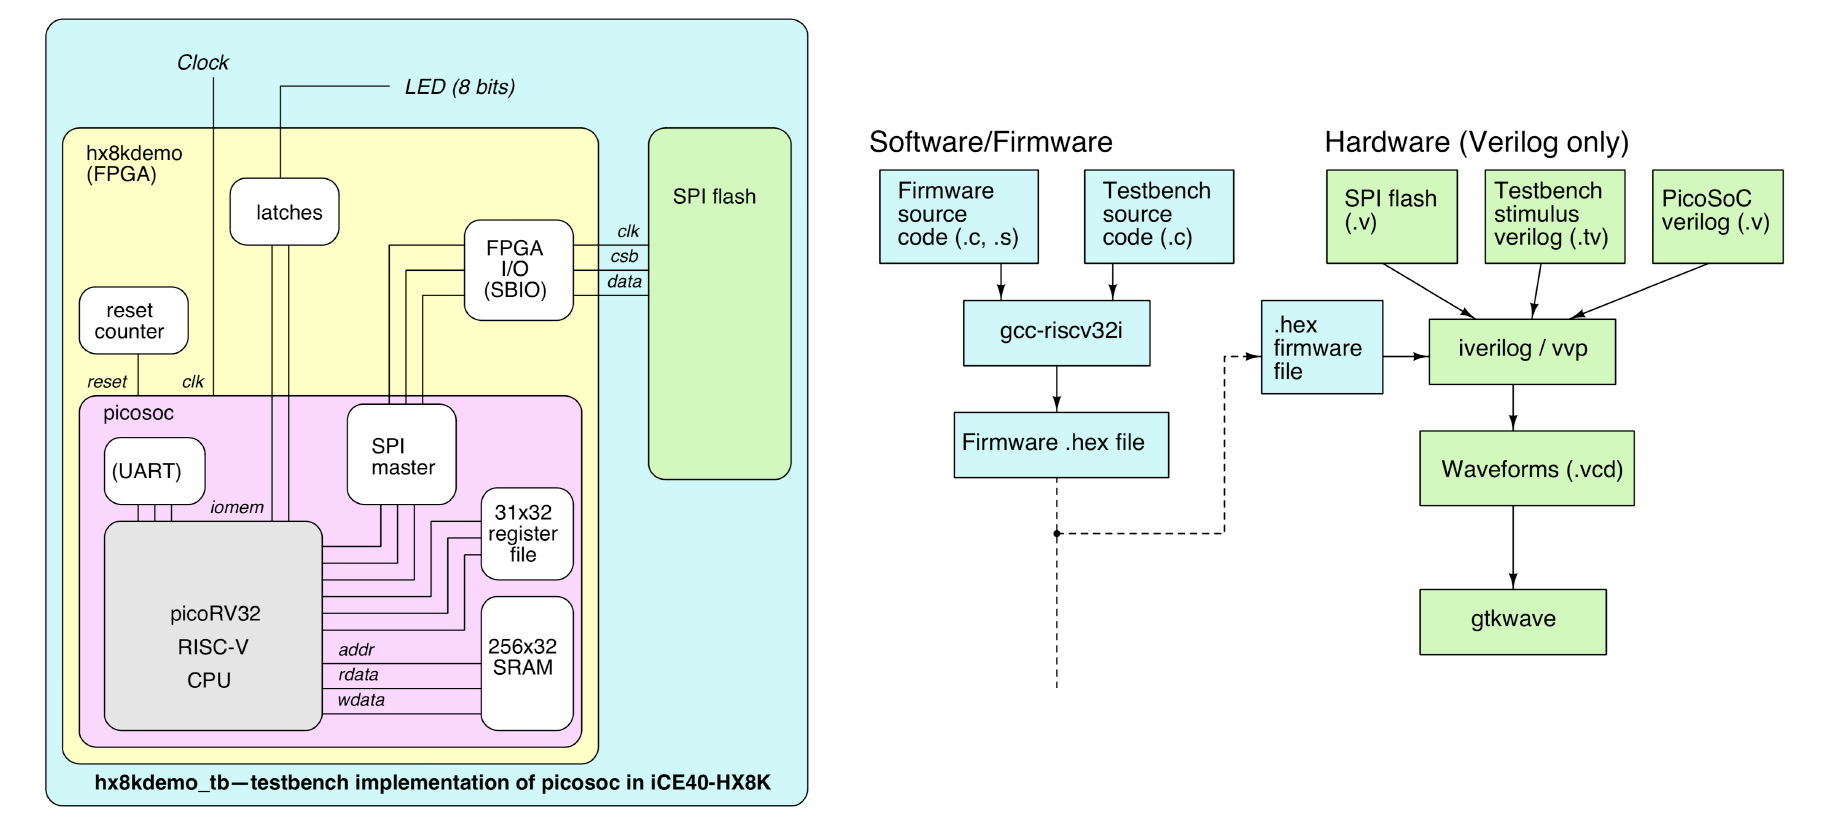 Clock
LED (8 bits)
hx8kdemo
(FPGA)
latches
SPI flash
FPGA
I/O
(SBIO)
clk
csb
data
reset
counter
reset
clk
picosoc
(UART)
SPI
master
iomem
31x32
register
file
picoRV32
RISC-V
CPU
256x32
SRAM
addr
rdata
wdata
hx8kdemo_tb—testbench implementation of picosoc in iCE40-HX8K
Software/Firmware
Firmware
source
code (.c, .s)
Testbench
source
code (.c)
gcc-riscv32i
Firmware .hex file
Hardware (Verilog only)
SPI flash
(.v)
Testbench
stimulus
verilog (.tv)
PicoSoC
verilog (.v)
.hex
firmware
file
iverilog / vvp
Waveforms (.vcd)
gtkwave